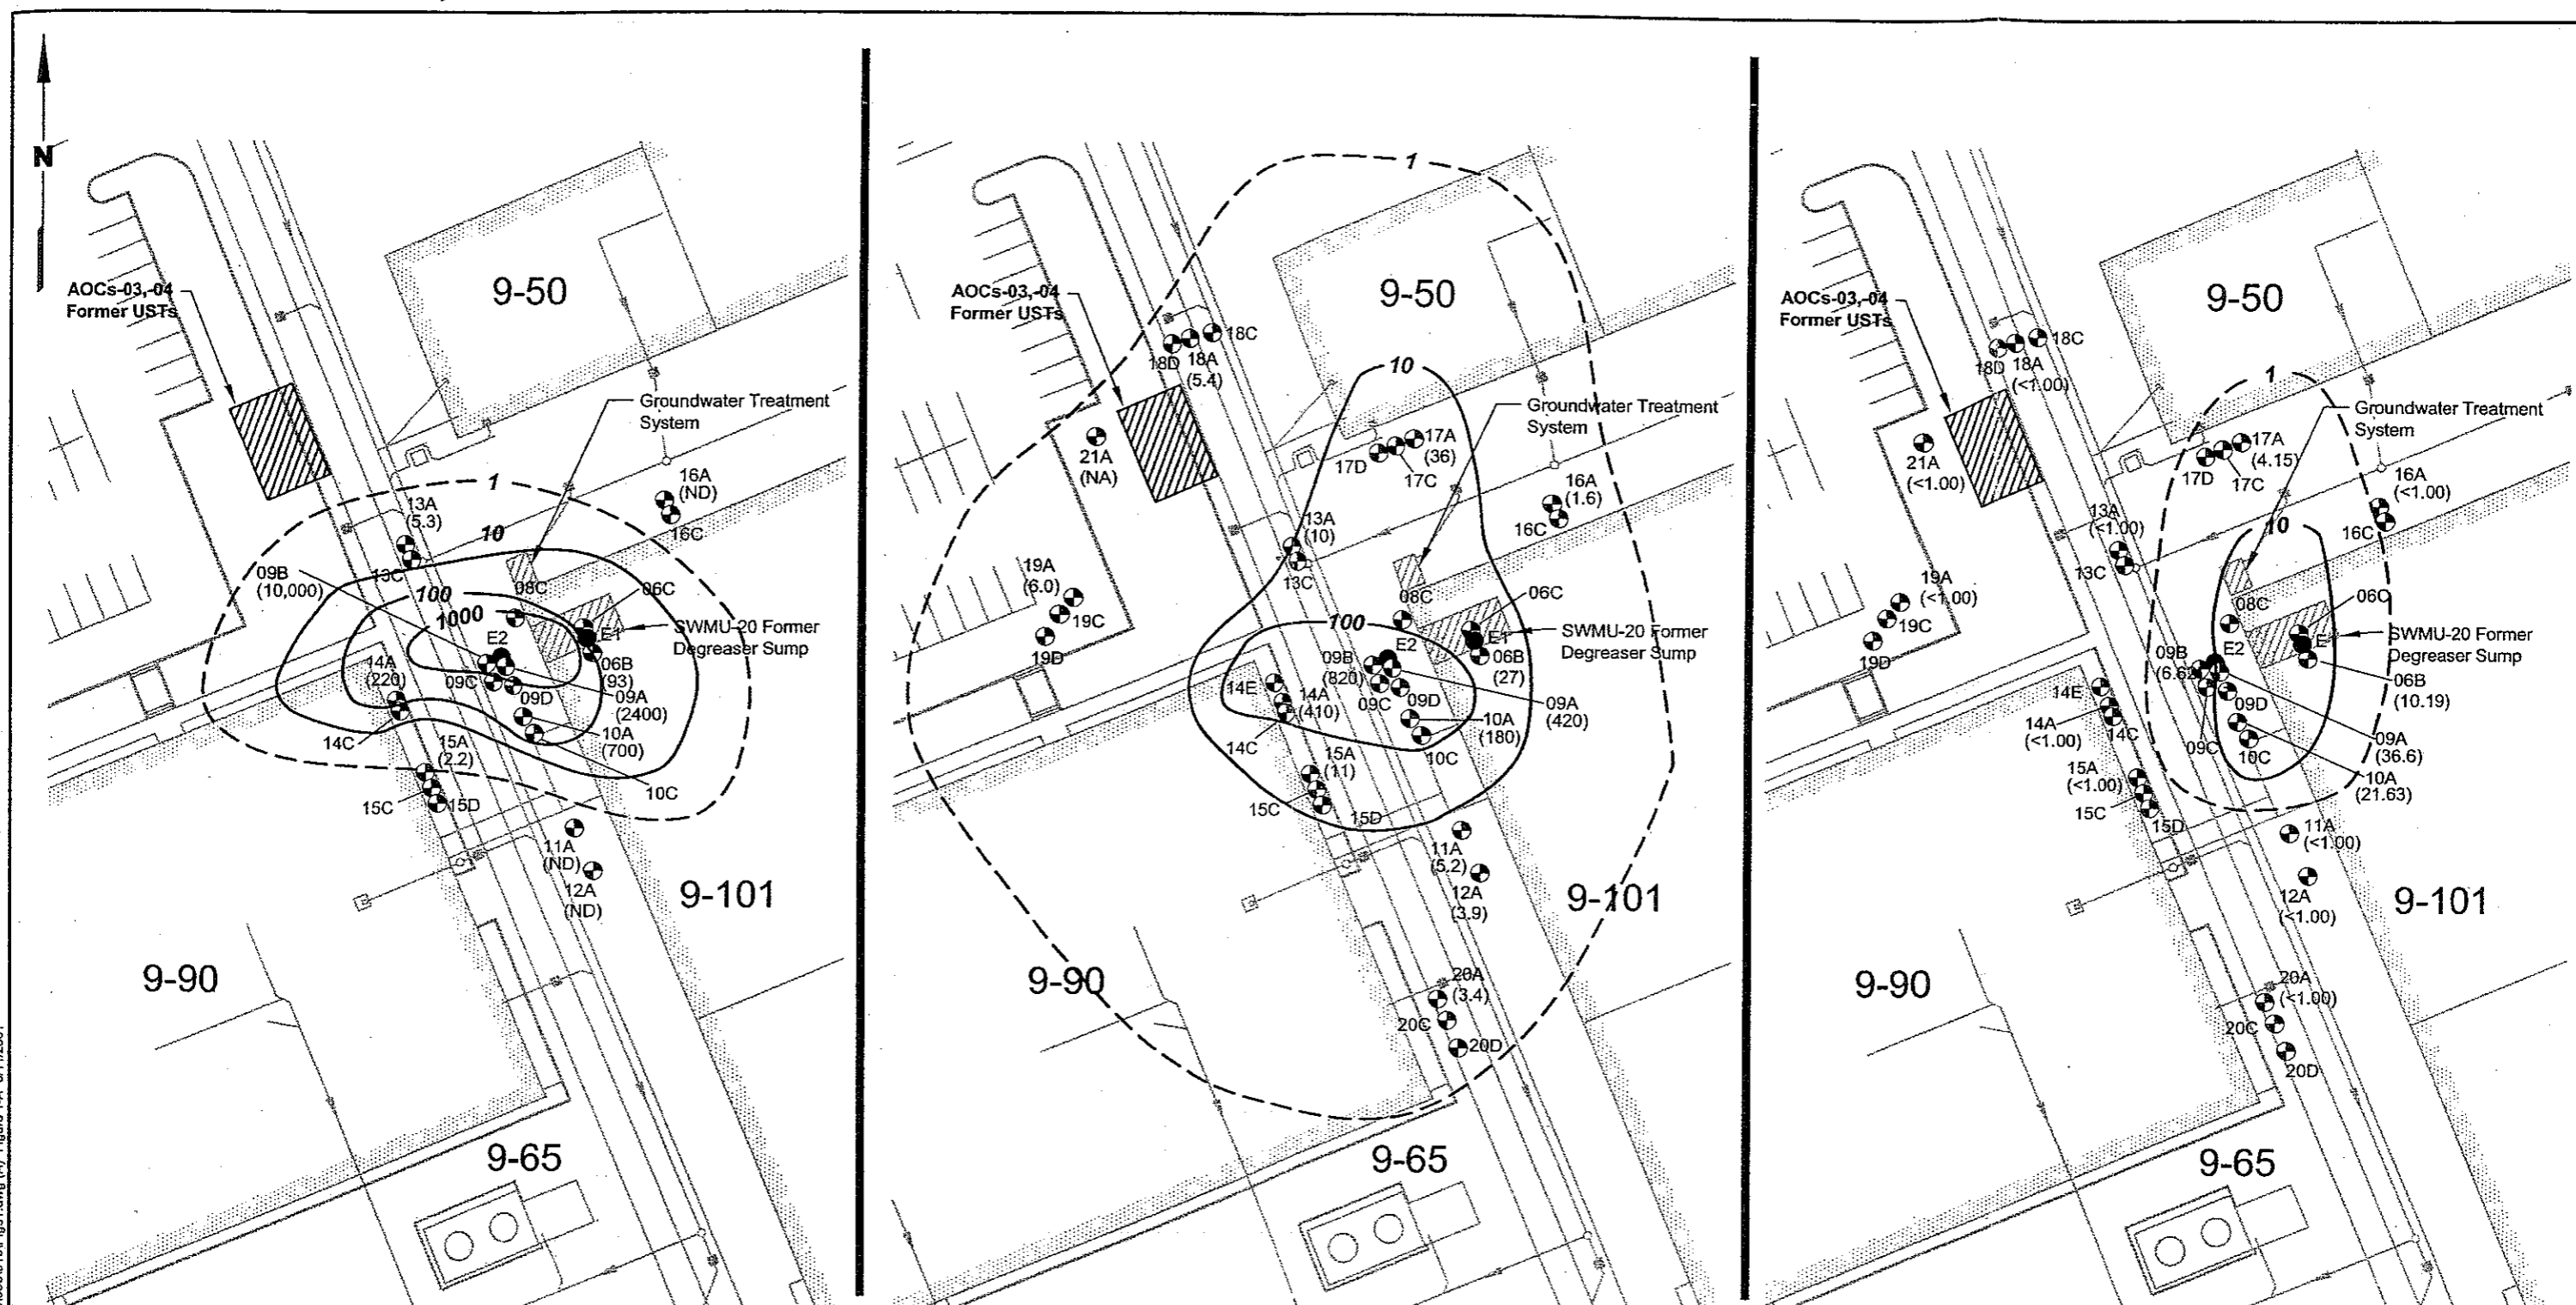 N
AOCs-03,-04
Former USTs
9-50
Groundwater Treatment
System
1
16A
(ND)
16C
13A
(5.3)
13C
10
09B
(10,000)
100
1000
08C
06C
E2
E1
SWMU-20 Former
Degreaser Sump
14A
(220)
06B
(93)
09C
09D
09A
(2400)
14C
10A
(700)
15A
(2.2)
10C
15C
15D
11A
(ND)
12A
(ND)
9-101
9-90
9-65
1
AOCs-03,-04
Former USTs
9-50
18C
18D
18A
(5.4)
10
Groundwater Treatment
System
21A
(NA)
17A
(36)
17D
17C
16A
(1.6)
16C
13A
(10)
13C
19A
(6.0)
19C
19D
08C
06C
100
E2
E1
SWMU-20 Former
Degreaser Sump
09B
(820)
06B
(27)
14E
14A
(410)
09C
09D
09A
(420)
14C
10A
(180)
10C
15A
(11)
15C
15D
11A
(5.2)
12A
(3.9)
9-101
9-90
20A
(3.4)
20C
20D
9-65
AOCs-03,-04
Former USTs
9-50
18C
18D
18A
(<1.00)
1
Groundwater Treatment
System
21A
(<1.00)
17A
(4.15)
17D
17C
16A
(<1.00)
16C
13A
(<1.00)
13C
10
19A
(<1.00)
19C
19D
08C
06C
E2
SWMU-20 Former
Degreaser Sump
09B
06B
(10.19)
14E
14A
(<1.00)
14C
09C
09D
09A
(36.6)
10C
10A
(21.63)
15A
(<1.00)
15C
15D
11A
(<1.00)
12A
(<1.00)
9-101
9-90
20A
(<1.00)
20C
20D
9-65